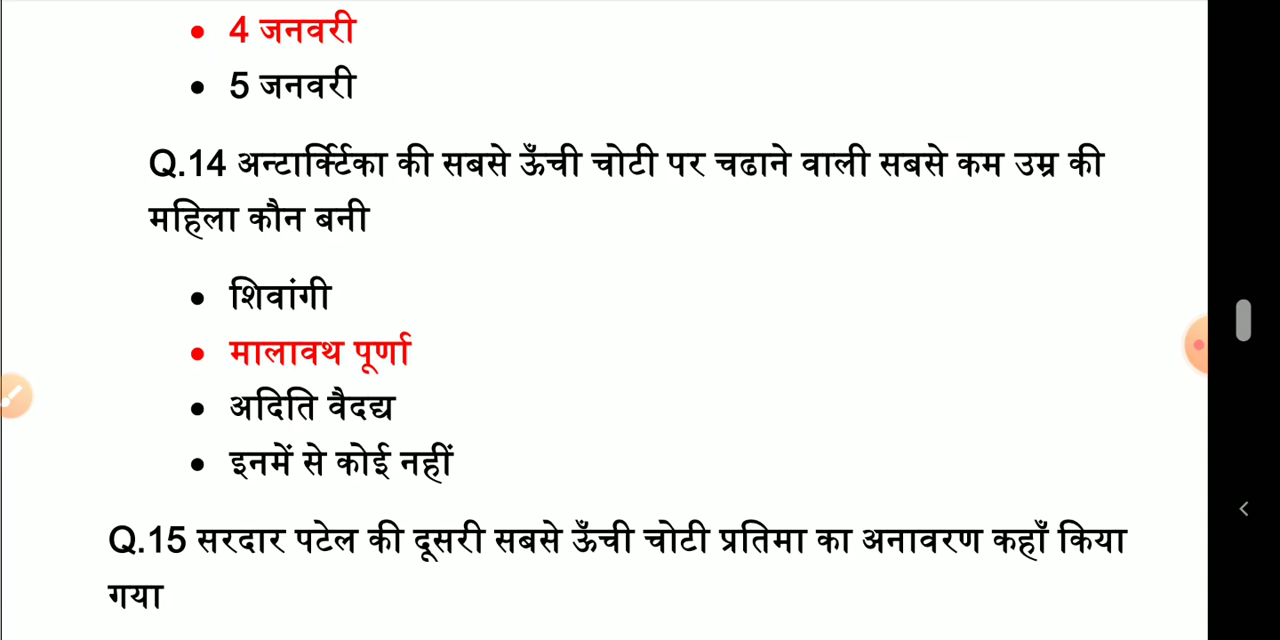 4 जनवरी
5 जनवरी
Q.14 अन्टार्क्टिका की सबसे ऊँची चोटी पर चढाने वाली सबसे कम उम्र की
महिला कौन बनी
शिवांगी
मालावथ पूर्णा
अदिति वैदद्य
इनमें से कोई नहीं
Q.15 सरदार पटेल की दूसरी सबसे ऊँची चोटी प्रतिमा का अनावरण कहाँ किया
गया